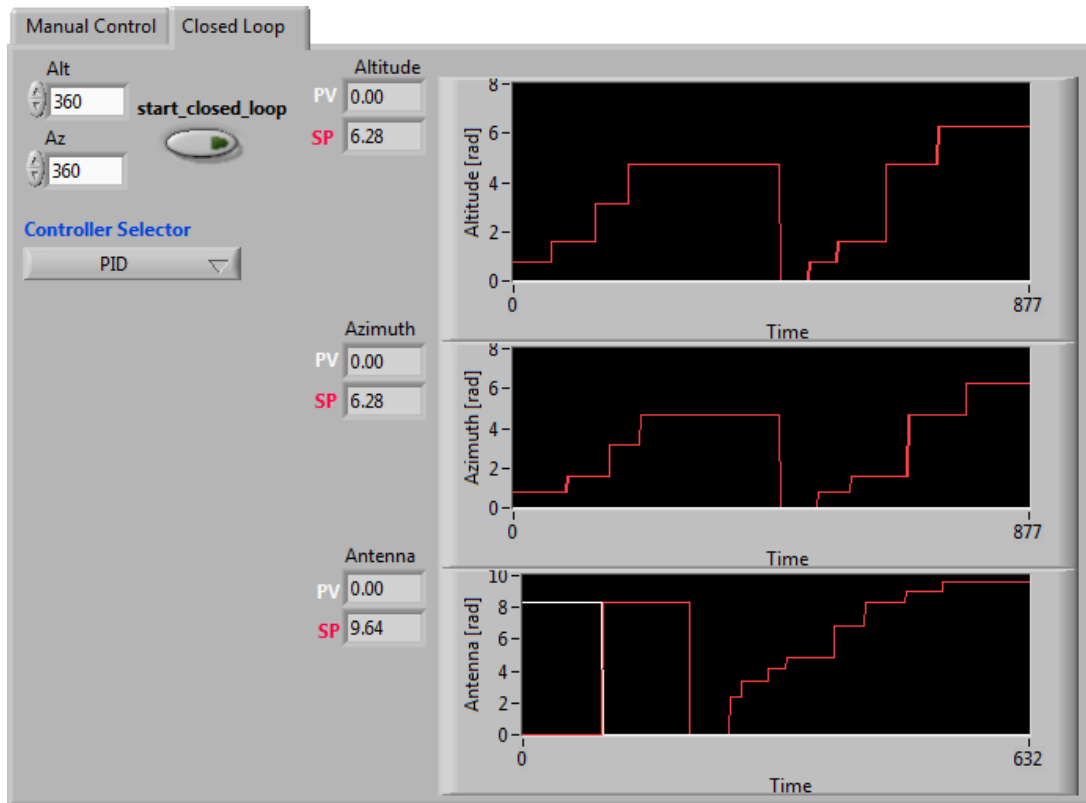 Manual Control Closed Loop
Alt
360
start_closed_loop
Az
360
Controller Selector
PID
Altitude
PV 0.00
SP 6.28
8
6
4
2
0
Altitude [rad]
0 877
Time
Azimuth
PV 0.00
SP 6.28
8
6
4
2
0
Azimuth [rad]
0 877
Time
Antenna
PV 0.00
SP 9.64
10
8
6
4
2
0
Antenna [rad]
0 632
Time